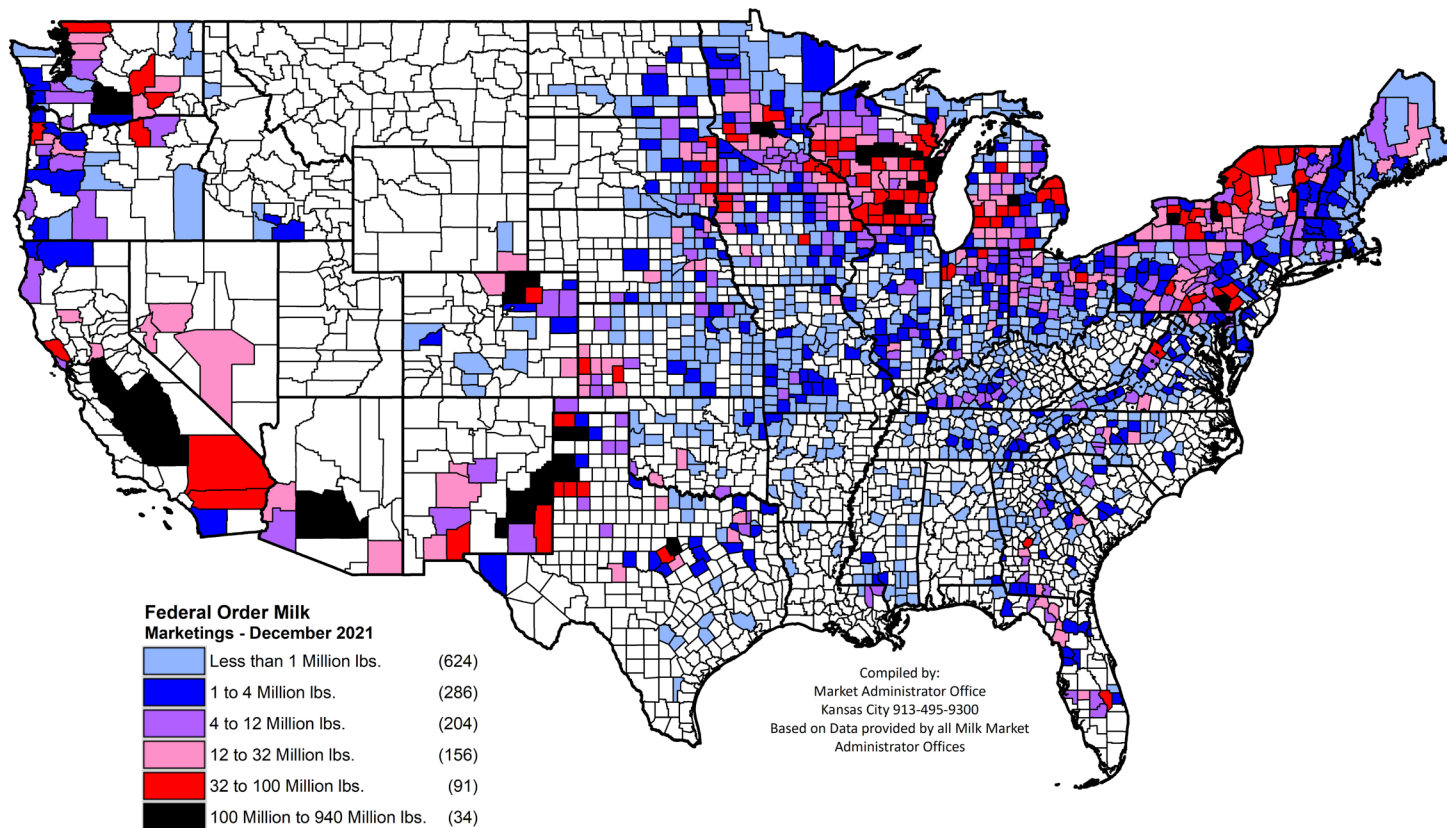 Federal Order Milk
Marketings - December 2021
Less than 1 Million lbs. (624)
1 to 4 Million lbs. (286)
4 to 12 Million lbs. (204)
12 to 32 Million lbs. (156)
32 to 100 Million lbs. (91)
100 Million to 940 Million lbs. (34)
Compiled by:
Market Administrator Office
Kansas City 913-495-9300
Based on Data provided by all Milk Market
Administrator Offices